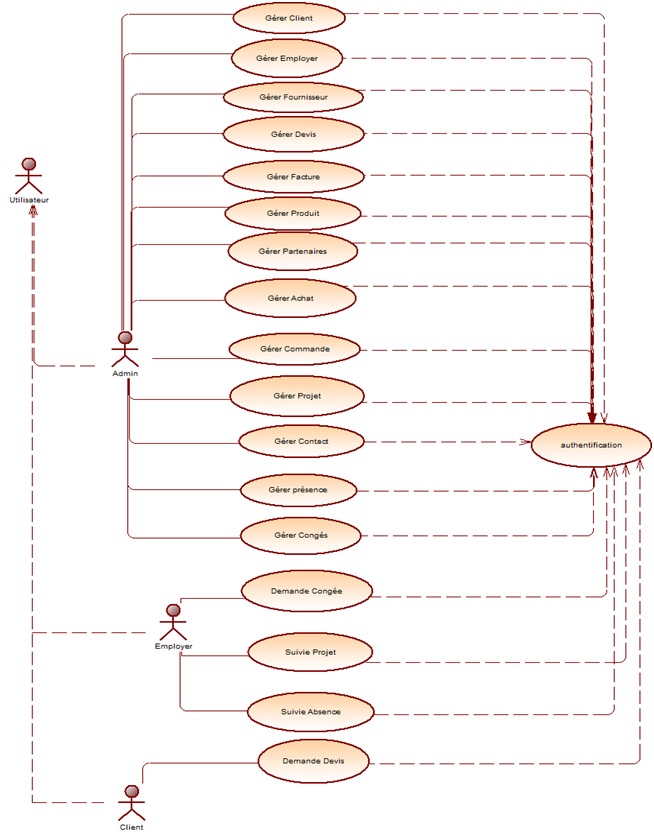 Gérer Client
Gérer Employer
Gérer Fournisseur
Gérer Devis
Gérer Facture
Utilisateur
Gérer Produit
Gérer Partenaires
Gérer Achat
Gérer Commande
Admin
Gérer Projet
Gérer Contact
authentification
Gérer présence
Gérer Congés
Demande Congée
Employer
Suivie Projet
Suivie Absence
Demande Devis
Client